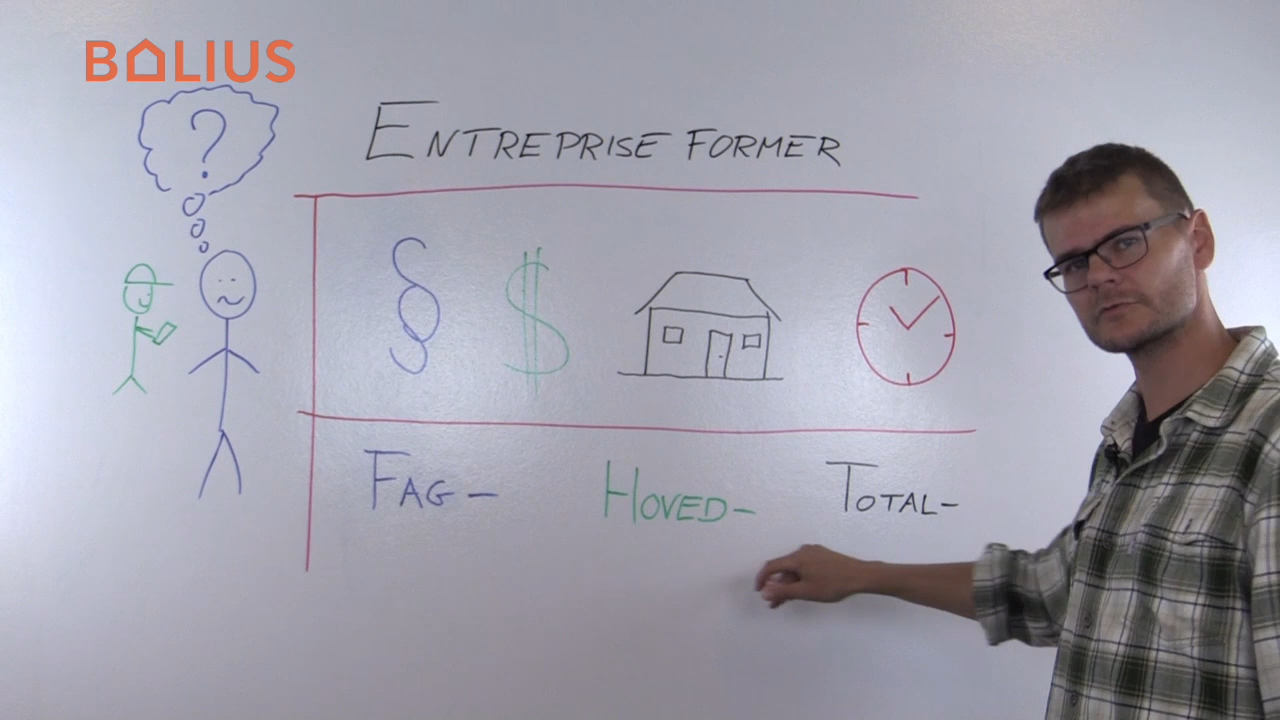 BOLIUS
?
ENTREPRISE FORMER
§ $
FAG- HOVED- TOTAL-